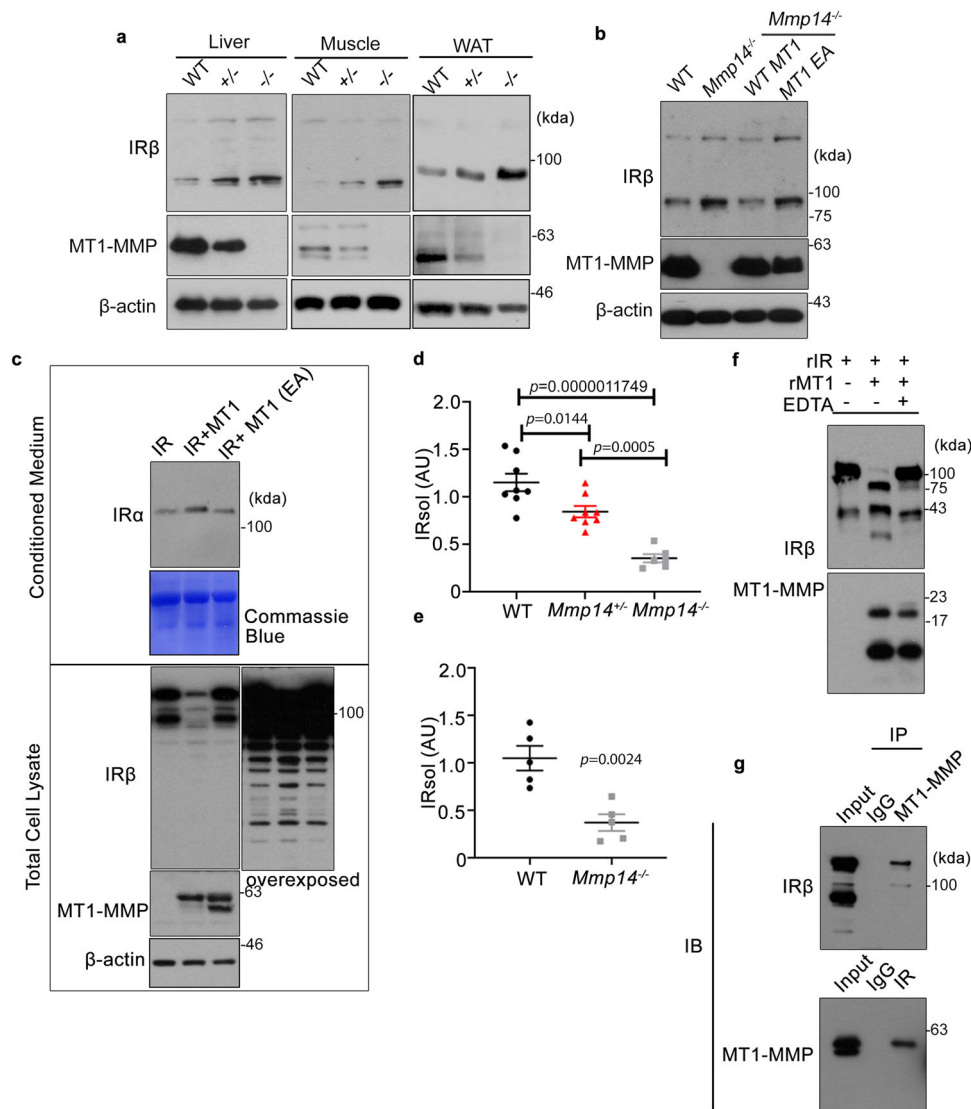 a
Liver Muscle WAT
WT +/- -/- WT +/- -/- WT +/- -/-
(kda)
IRβ
-100
MT1-MMP
-63
β-actin
-46
b
Mmp14-/-
WT Mmp14-/- WT MT1 MT1 EA
(kda)
IRβ
-100
-75
-63
MT1-MMP
-43
β-actin
c
Conditioned Medium
IR IR+MT1 IR+ MT1 (EA)
(kda)
IRα
-100
Commassie
Blue
Total Cell Lysate
-100
IRβ
overexposed
-63
MT1-MMP
-46
β-actin
d
p=0.0000011749
p=0.0144
p=0.0005
IRsol (AU)
2.0
1.5
1.0
0.5
0
WT Mmp14+/- Mmp14-/-
e
IRsol (AU)
2.0
1.5
1.0
0.5
0
p=0.0024
WT Mmp14-/-
f
rIR + + +
rMT1 - + +
EDTA - - +
(kda)
-100
-75
-43
IRβ
MT1-MMP
-23
-17
g
IP
Input IgG MT1-MMP
(kda)
IRβ
-100
IB
Input IgG IR
-63
MT1-MMP